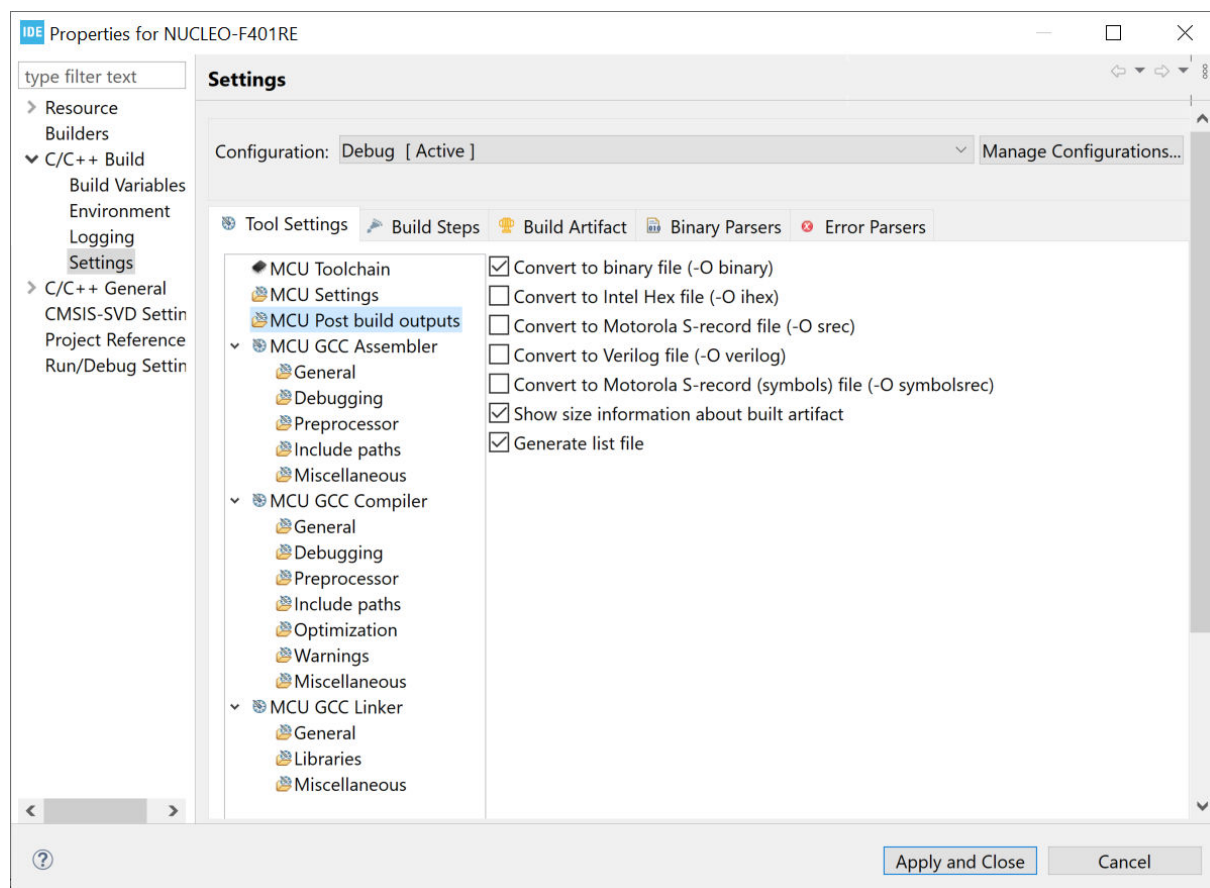 IDE Properties for NUCLEO-F401RE
type filter text
Resource
Builders
C/C++ Build
Build Variables
Environment
Logging
Settings
C/C++ General
CMSIS-SVD Settin
Project Reference
Run/Debug Settin
Settings
Configuration: Debug [ Active ] Manage Configurations...
Tool Settings Build Steps Build Artifact Binary Parsers Error Parsers
MCU Toolchain
MCU Settings
MCU Post build outputs
MCU GCC Assembler
General
Debugging
Preprocessor
Include paths
Miscellaneous
MCU GCC Compiler
General
Debugging
Preprocessor
Include paths
Optimization
Warnings
Miscellaneous
MCU GCC Linker
General
Libraries
Miscellaneous
Convert to binary file (-O binary)
Convert to Intel Hex file (-O ihex)
Convert to Motorola S-record file (-O srec)
Convert to Verilog file (-O verilog)
Convert to Motorola S-record (symbols) file (-O symbolsrec)
Show size information about built artifact
Generate list file
Apply and Close Cancel